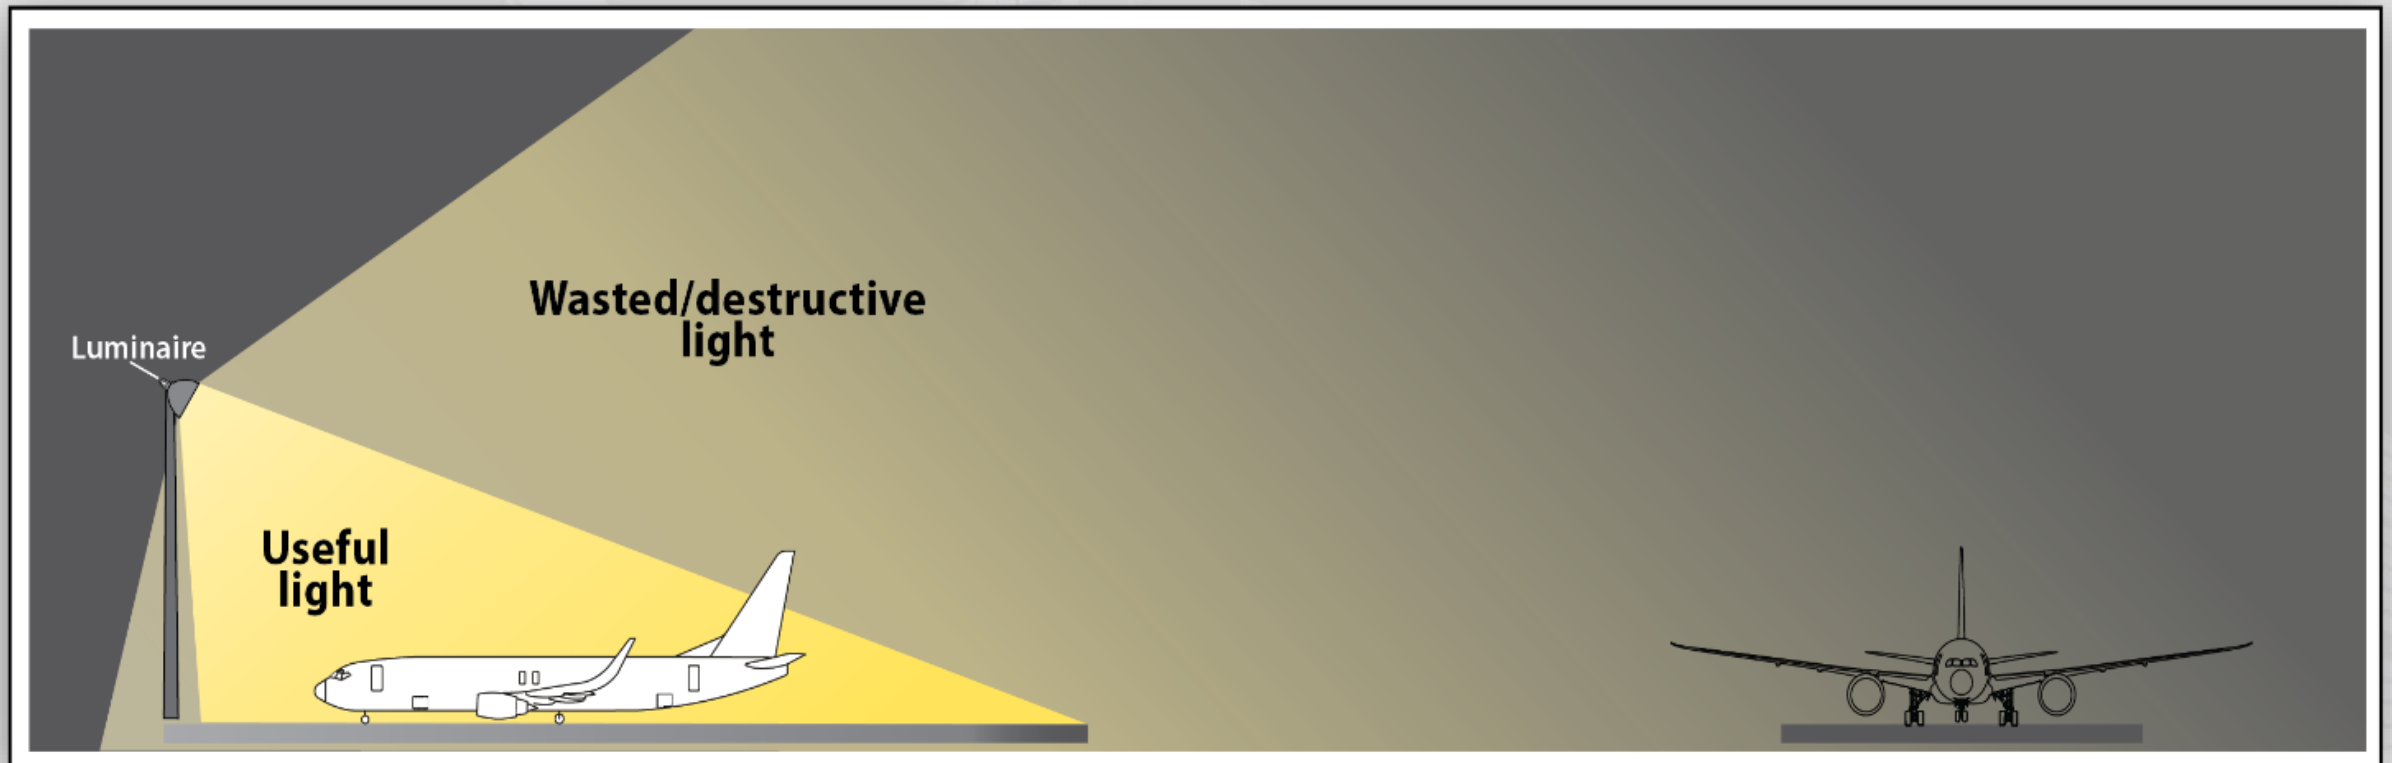 Wasted/destructive
light
Luminaire
Useful
light